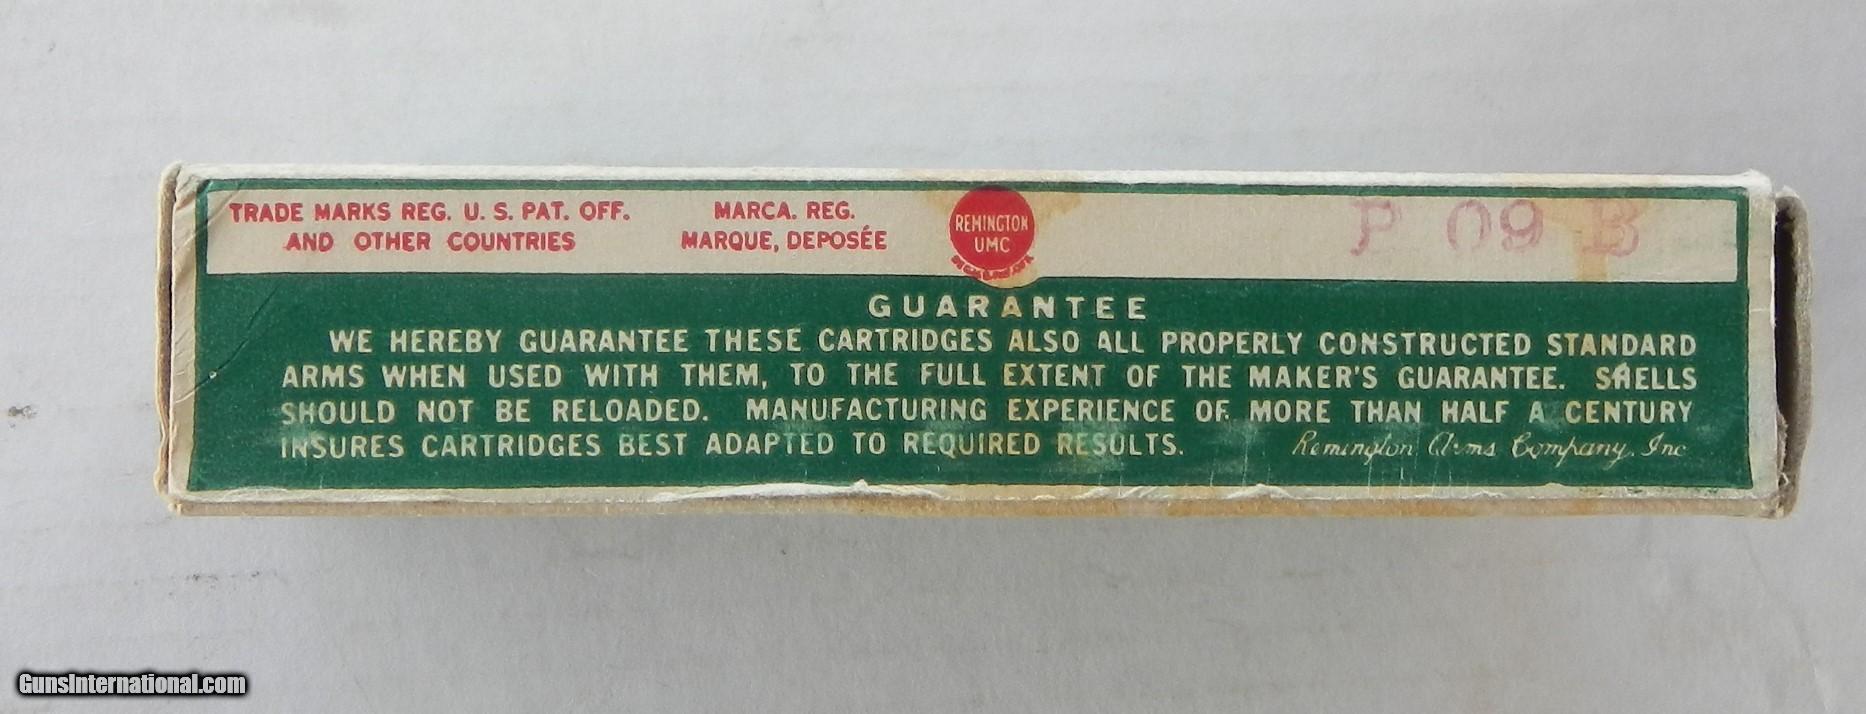 TRADE MARKS REG. U. S. PAT. OFF.
AND OTHER COUNTRIES
MARCA. REG.
MARQUE, DEPOSÉE
REMINGTON
UMC
P 09 B
GUARANTEE
WE HEREBY GUARANTEE THESE CARTRIDGES ALSO ALL PROPERLY CONSTRUCTED STANDARD
ARMS WHEN USED WITH THEM, TO THE FULL EXTENT OF THE MAKER'S GUARANTEE. SHELLS
SHOULD NOT BE RELOADED. MANUFACTURING EXPERIENCE OF MORE THAN HALF A CENTURY
INSURES CARTRIDGES BEST ADAPTED TO REQUIRED RESULTS.
Remington Arms Company, Inc
GunsInternational.com